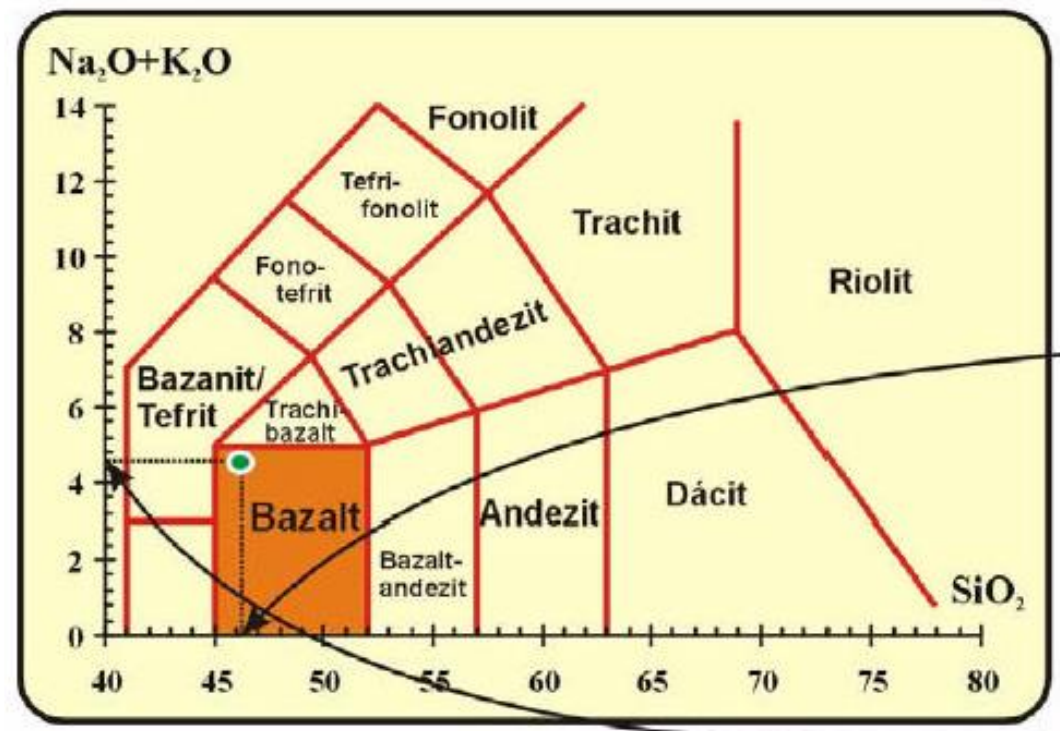 Na₂O+K₂O
14
Fonolit
12
Tefri-
fonolit
Trachit
10
Fono-
tefrit
Riolit
8
Trachiandezit
Bazanit/
Tefrit
6
Trachi-
bazalt
4
Bazalt
Andezit
Dácit
2
Bazalt-
andezit
SiO₂
0
40 45 50 55 60 65 70 75 80